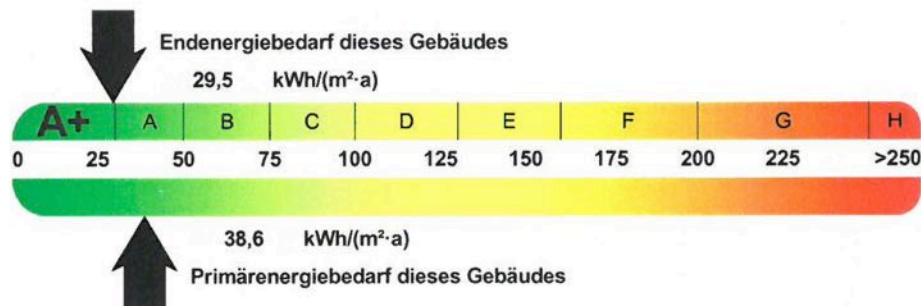 Endenergiebedarf dieses Gebäudes
29,5 kWh/(m²·a)
A+ A B C D E F G H
0 25 50 75 100 125 150 175 200 225 >250
38,6 kWh/(m²·a)
Primärenergiebedarf dieses Gebäudes